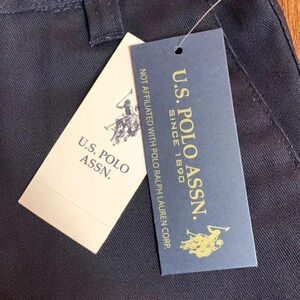 U.S. POLO
ASSN.
U.S. POLO ASSN.
SINCE 1890
NOT AFFILIATED WITH POLO RALPH LAUREN CORP.